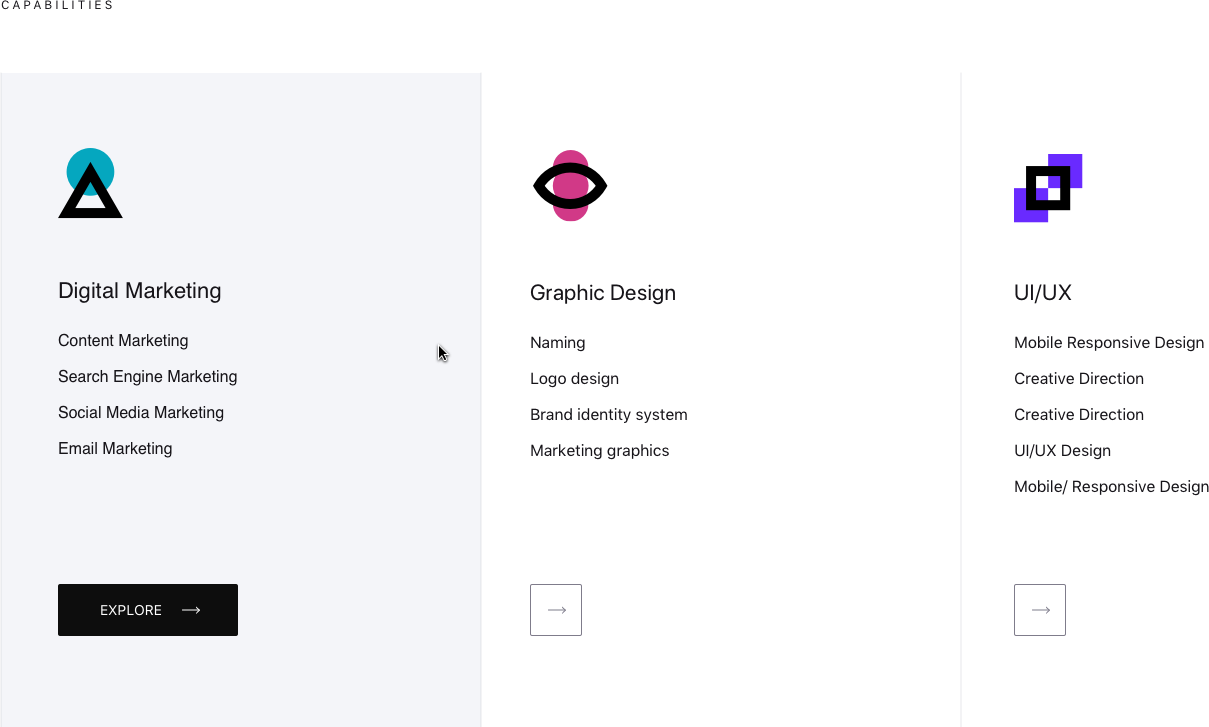 CAPABILITIES
Digital Marketing
Content Marketing
Search Engine Marketing
Social Media Marketing
Email Marketing
EXPLORE
Graphic Design
Naming
Logo design
Brand identity system
Marketing graphics
UI/UX
Mobile Responsive Design
Creative Direction
Creative Direction
UI/UX Design
Mobile/ Responsive Design